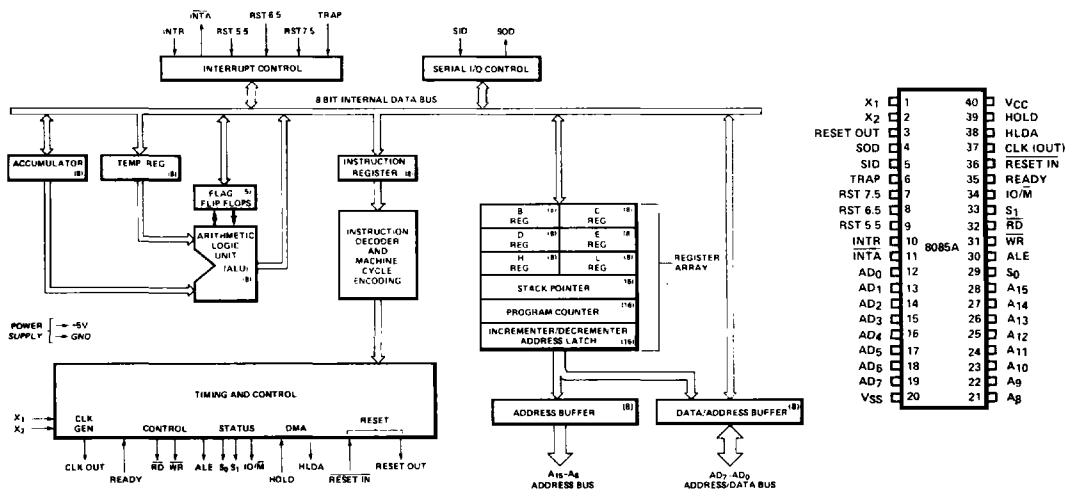 INTR
INTA
RST 5.5
RST 6.5
RST 7.5
TRAP
SID
SOD
INTERRUPT CONTROL
SERIAL I/O CONTROL
8 BIT INTERNAL DATA BUS
ACCUMULATOR (8)
TEMP REG (8)
INSTRUCTION
REGISTER (8)
FLAG (5)
FLIP FLOPS
ARITHMETIC
LOGIC
UNIT
(ALU)
(8)
INSTRUCTION
DECODER
AND
MACHINE
CYCLE
ENCODING
B (8)
REG
C (8)
REG
D (8)
REG
E (8)
REG
H (8)
REG
L (8)
REG
STACK POINTER (16)
PROGRAM COUNTER (16)
INCREMENTER/DECREMENTER
ADDRESS LATCH (16)
REGISTER
ARRAY
POWER
SUPPLY
+5V
GND
TIMING AND CONTROL
X1
X2
CLK
GEN
CONTROL
STATUS
DMA
RESET
CLK OUT
READY
RD
WR
ALE
S0
S1
IO/M
HOLD
HLDA
RESET IN
RESET OUT
ADDRESS BUFFER (8)
DATA/ADDRESS BUFFER (8)
A15-A8
ADDRESS BUS
AD7-AD0
ADDRESS/DATA BUS
X1 1 40 VCC
X2 2 39 HOLD
RESET OUT 3 38 HLDA
SOD 4 37 CLK (OUT)
SID 5 36 RESET IN
TRAP 6 35 READY
RST 7.5 7 34 IO/M
RST 6.5 8 33 S1
RST 5.5 9 32 RD
INTR 10 31 WR
8085A
INTA 11 30 ALE
AD0 12 29 S0
AD1 13 28 A15
AD2 14 27 A14
AD3 15 26 A13
AD4 16 25 A12
AD5 17 24 A11
AD6 18 23 A10
AD7 19 22 A9
VSS 20 21 A8